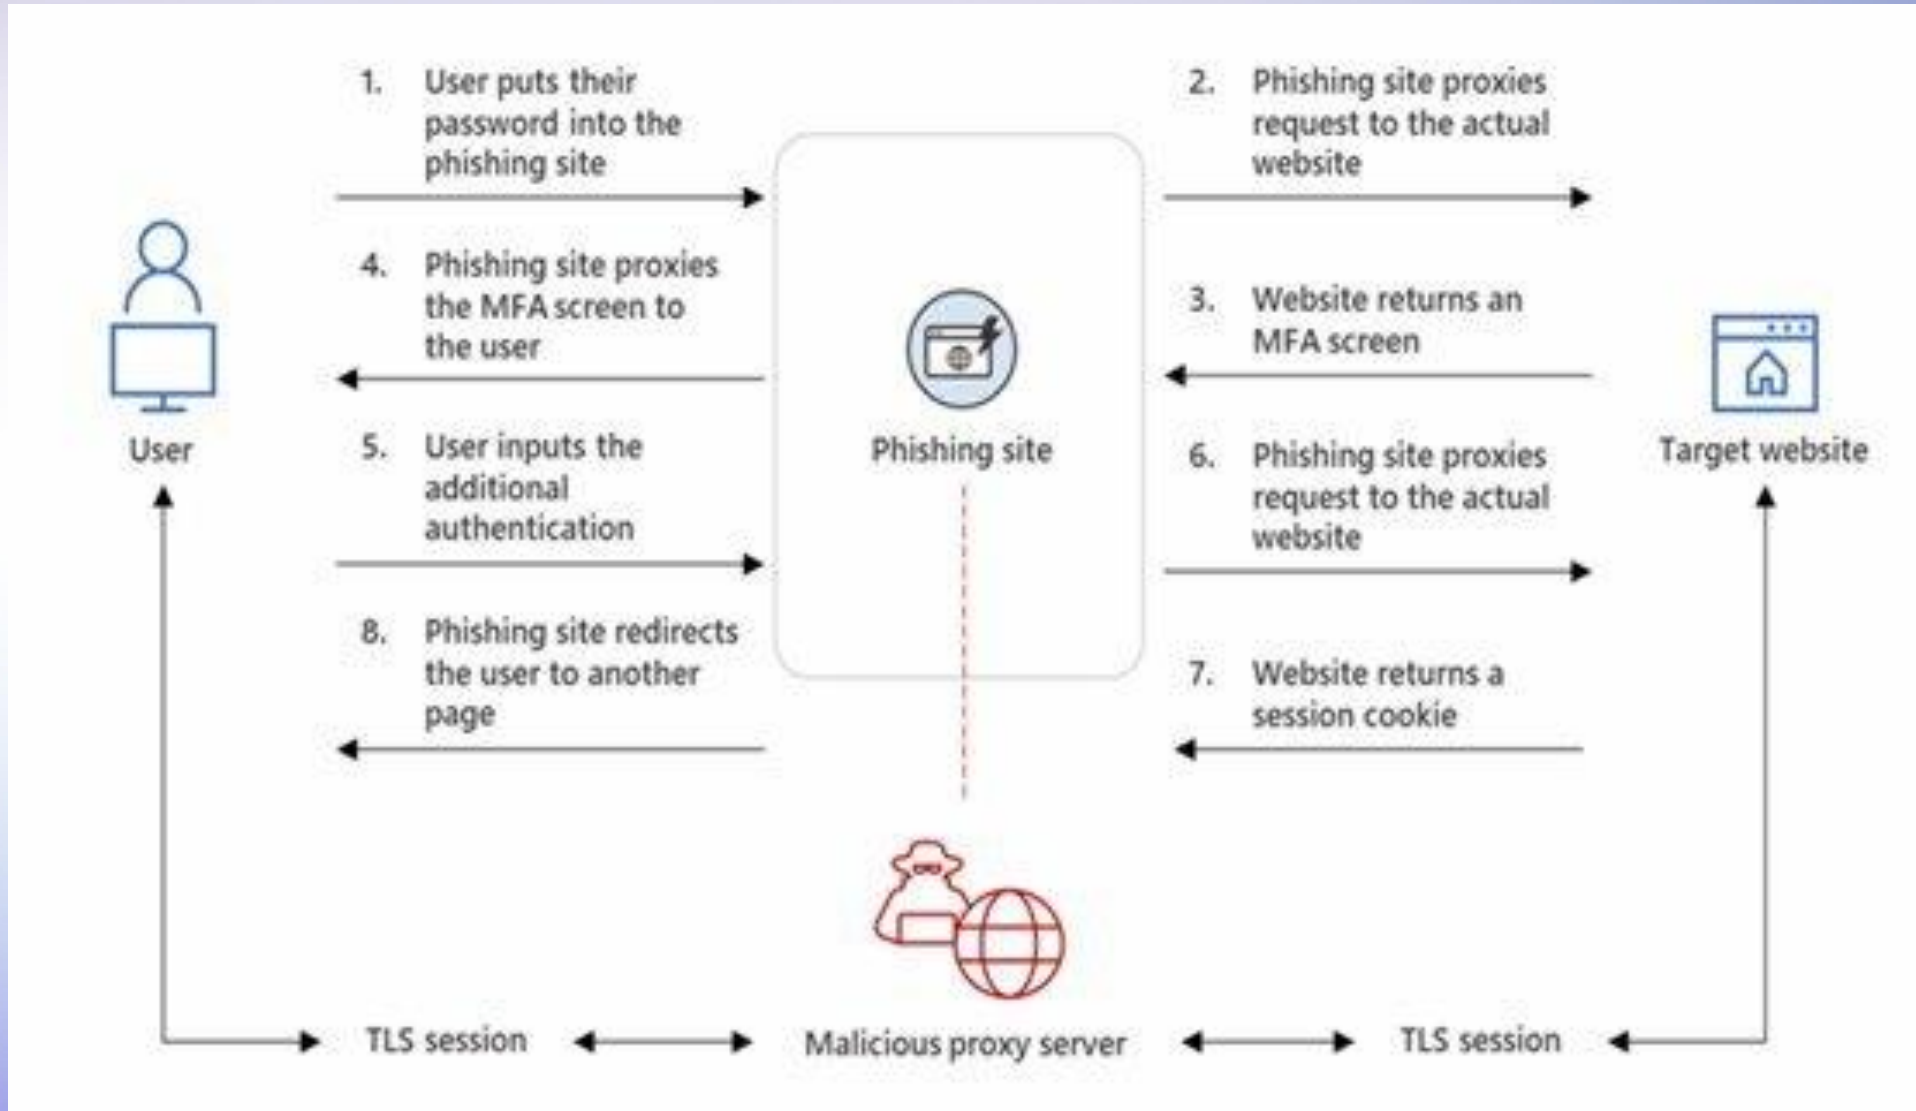 1. User puts their
password into the
phishing site
2. Phishing site proxies
request to the actual
website
4. Phishing site proxies
the MFA screen to
the user
3. Website returns an
MFA screen
User
5. User inputs the
additional
authentication
Phishing site
6. Phishing site proxies
request to the actual
website
Target website
8. Phishing site redirects
the user to another
page
7. Website returns a
session cookie
TLS session
Malicious proxy server
TLS session